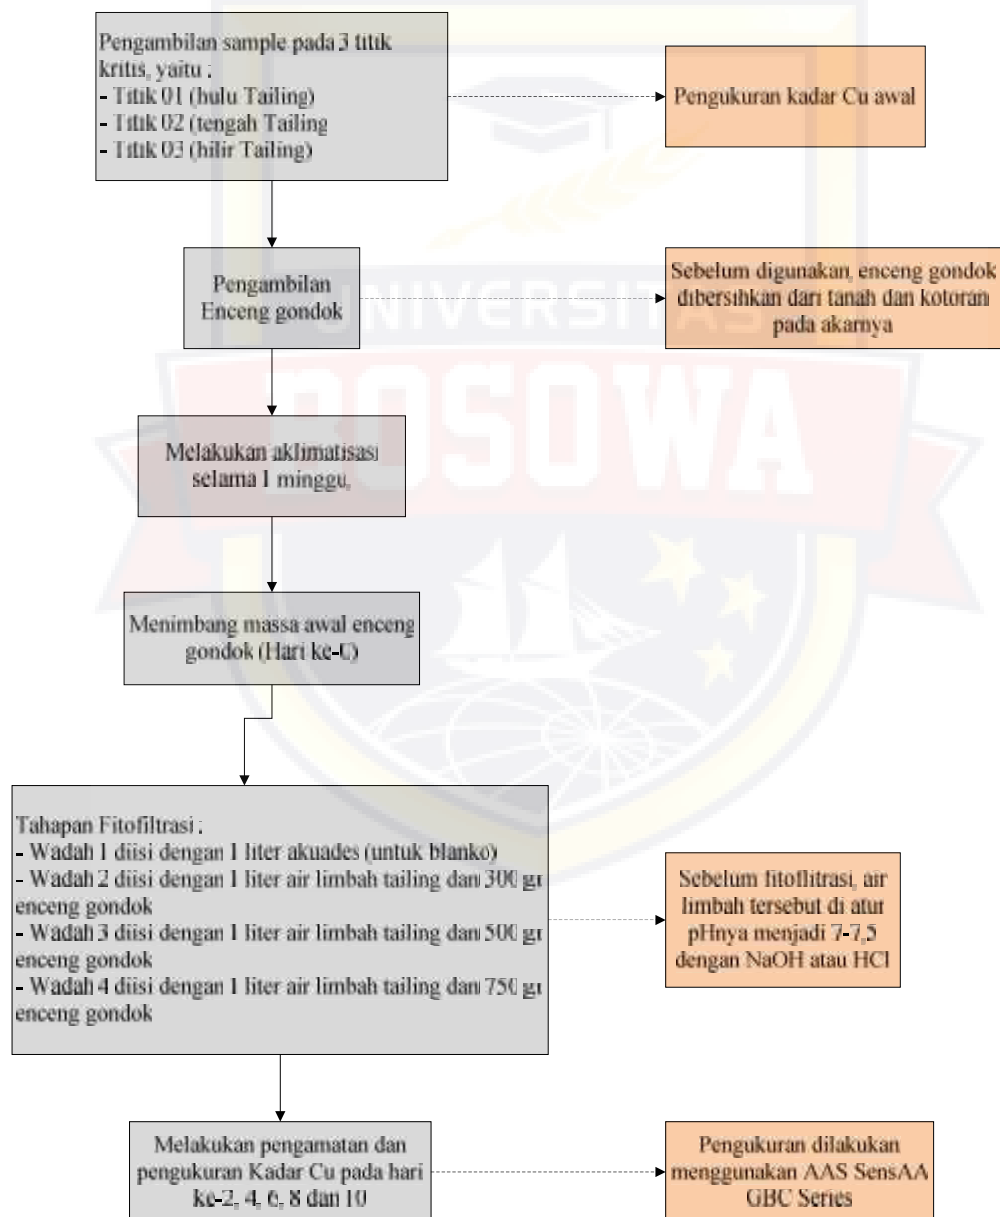 Pengambilan sample pada 3 titik
kritis, yaitu :
- Titik 01 (hulu Tailing)
- Titik 02 (tengah Tailing
- Titik 03 (hilir Tailing)
Pengukuran kadar Cu awal
Pengambilan
Enceng gondok
Sebelum digunakan, enceng gondok
dibersihkan dari tanah dan kotoran
pada akarnya
UNIVERSITAS
BOSOWA
Melakukan aklimatisasi
selama 1 minggu,
Menimbang massa awal enceng
gondok (Hari ke-0)
Tahapan Fitofiltrasi :
- Wadah 1 diisi dengan 1 liter akuades (untuk blanko)
- Wadah 2 diisi dengan 1 liter air limbah tailing dan 300 gr
enceng gondok
- Wadah 3 diisi dengan 1 liter air limbah tailing dan 500 gr
enceng gondok
- Wadah 4 diisi dengan 1 liter air limbah tailing dan 750 gr
enceng gondok
Sebelum fitofiltrasi, air
limbah tersebut di atur
pHnya menjadi 7-7,5
dengan NaOH atau HCl
Melakukan pengamatan dan
pengukuran Kadar Cu pada hari
ke-2, 4, 6, 8 dan 10
Pengukuran dilakukan
menggunakan AAS SensAA
GBC Series